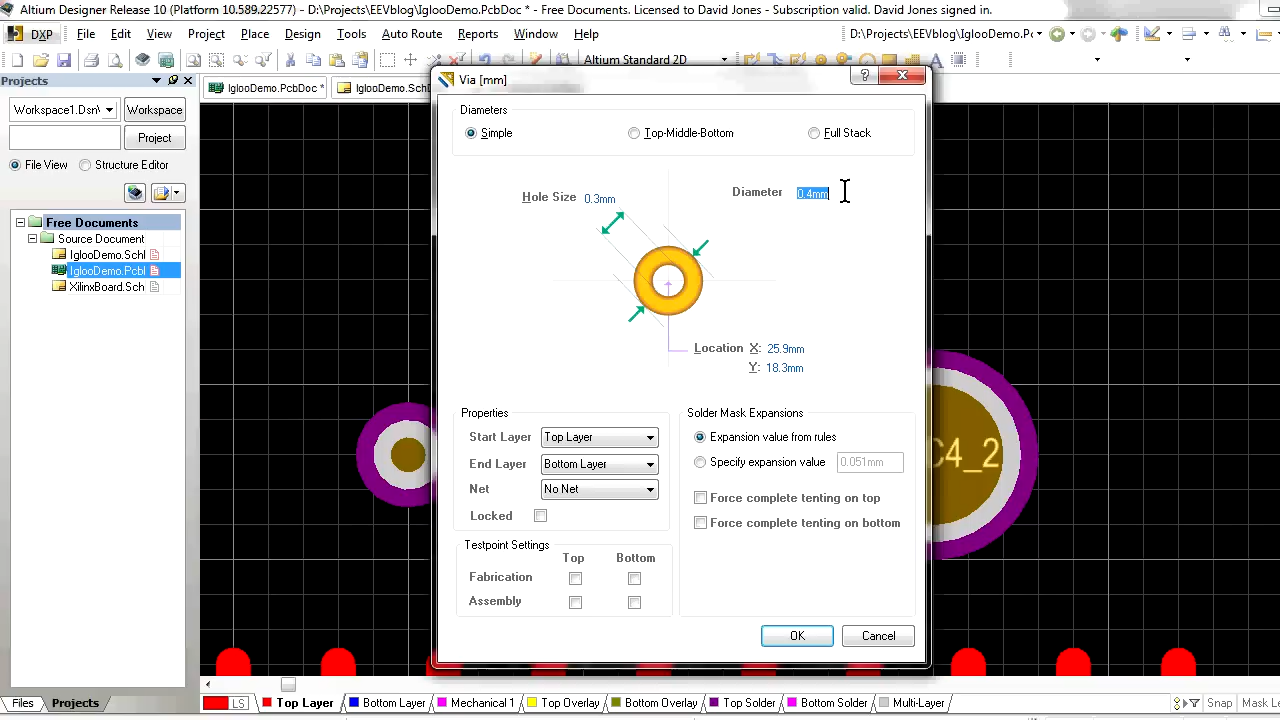 Altium Designer Release 10 (Platform 10.589.22577) - D:\Projects\EEVblog\IglooDemo.PcbDoc * - Free Documents. Licensed to David Jones - Subscription valid. David Jones signed in.
DXP File Edit View Project Place Design Tools Auto Route Reports Window Help D:\Projects\EEVblog\IglooDemo.Pc
Altium Standard 2D
Projects
IglooDemo.PcbDoc * IglooDemo.SchD
Via [mm]
Workspace1.Dsn Workspace
Project
File View Structure Editor
Free Documents
Source Document
IglooDemo.Schl
IglooDemo.Pcbl
XilinxBoard.Sch
Diameters
Simple Top-Middle-Bottom Full Stack
Hole Size 0.3mm
Diameter 0.4mm
Location X: 25.9mm
Y: 18.3mm
Properties
Start Layer Top Layer
End Layer Bottom Layer
Net No Net
Locked
Solder Mask Expansions
Expansion value from rules
Specify expansion value 0.051mm
Force complete tenting on top
Force complete tenting on bottom
Testpoint Settings
Top Bottom
Fabrication
Assembly
OK Cancel
C4_2
Files Projects LS Top Layer Bottom Layer Mechanical 1 Top Overlay Bottom Overlay Top Solder Bottom Solder Multi-Layer Snap Mask L